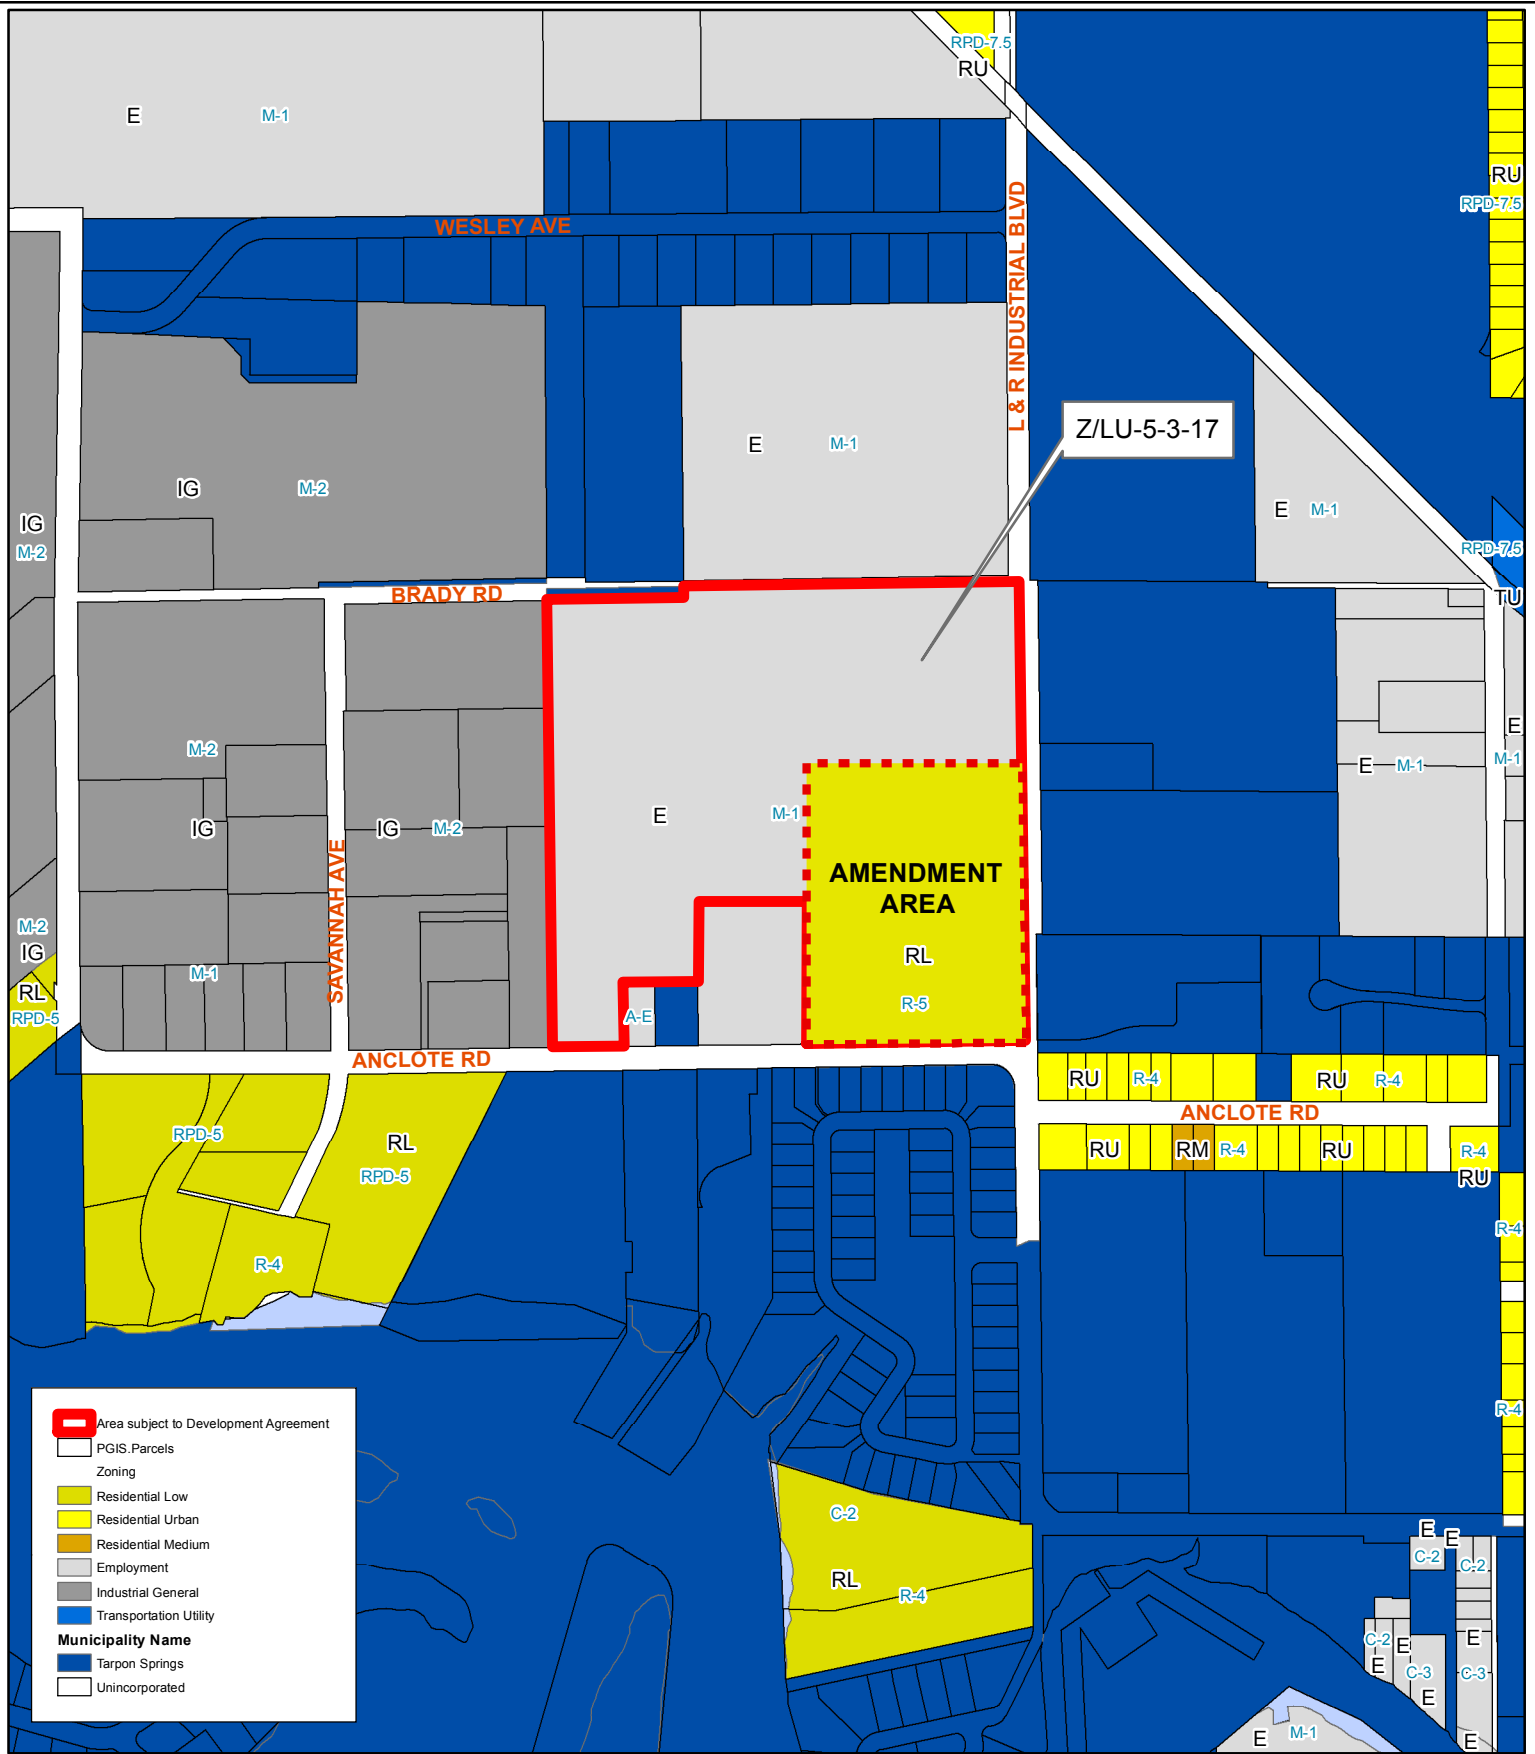 RPD-7.5
RU
E
M-1
RU
RPD-7.5
WESLEY AVE
L & R INDUSTRIAL BLVD
Z/LU-5-3-17
E
M-1
IG
M-2
E
M-1
IG
M-2
RPD-7.5
TU
BRADY RD
E
M-1
M-2
E
M-1
E
M-1
IG
IG
M-2
SAVANNAH AVE
AMENDMENT
AREA
RL
R-5
M-2
IG
M-1
RL
RPD-5
A-E
ANCLOTE RD
RU
R-4
RU
R-4
ANCLOTE RD
RPD-5
RL
RPD-5
RU
RM
R-4
RU
R-4
RU
R-4
R-4
R-4
C-2
RL
R-4
E
E
C-2
C-2
C-2
E
E
C-3
E
E
C-3
E
E
M-1
Area subject to Development Agreement
PGIS.Parcels
Zoning
Residential Low
Residential Urban
Residential Medium
Employment
Industrial General
Transportation Utility
Municipality Name
Tarpon Springs
Unincorporated